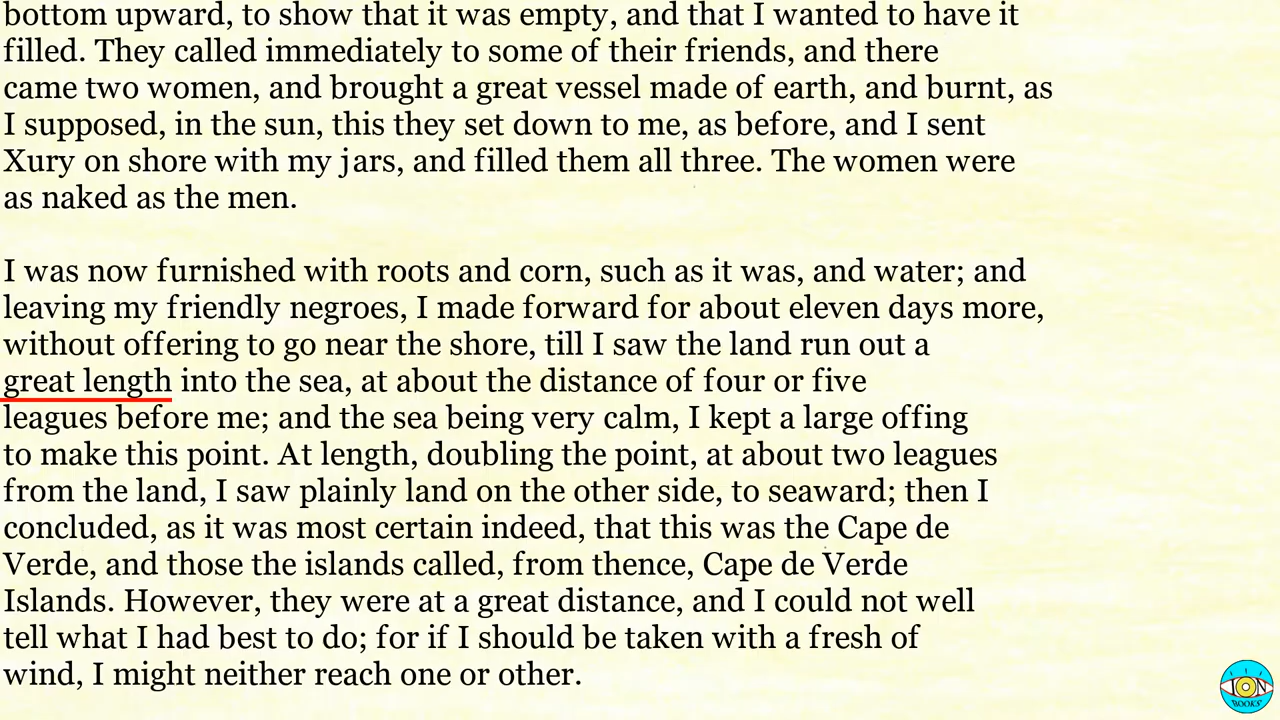 bottom upward, to show that it was empty, and that I wanted to have it
filled. They called immediately to some of their friends, and there
came two women, and brought a great vessel made of earth, and burnt, as
I supposed, in the sun, this they set down to me, as before, and I sent
Xury on shore with my jars, and filled them all three. The women were
as naked as the men.
I was now furnished with roots and corn, such as it was, and water; and
leaving my friendly negroes, I made forward for about eleven days more,
without offering to go near the shore, till I saw the land run out a
great length into the sea, at about the distance of four or five
leagues before me; and the sea being very calm, I kept a large offing
to make this point. At length, doubling the point, at about two leagues
from the land, I saw plainly land on the other side, to seaward; then I
concluded, as it was most certain indeed, that this was the Cape de
Verde, and those the islands called, from thence, Cape de Verde
Islands. However, they were at a great distance, and I could not well
tell what I had best to do; for if I should be taken with a fresh of
wind, I might neither reach one or other.
ION
BOOKS